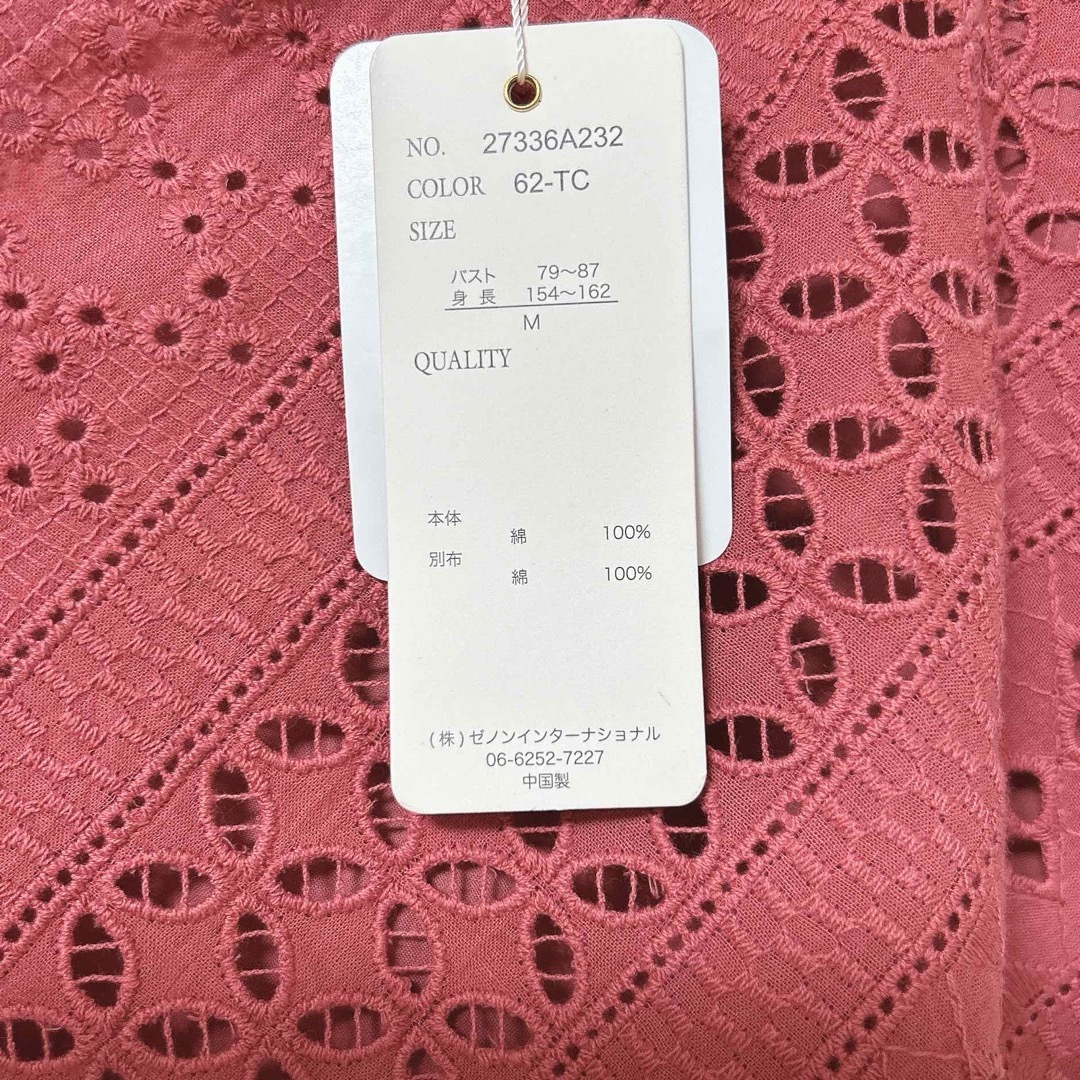 NO. 27336A232
COLOR 62-TC
SIZE
バスト 79〜87
身長 154〜162
M
QUALITY
本体
綿 100%
別布
綿 100%
(株)ゼノンインターナショナル
06-6252-7227
中国製